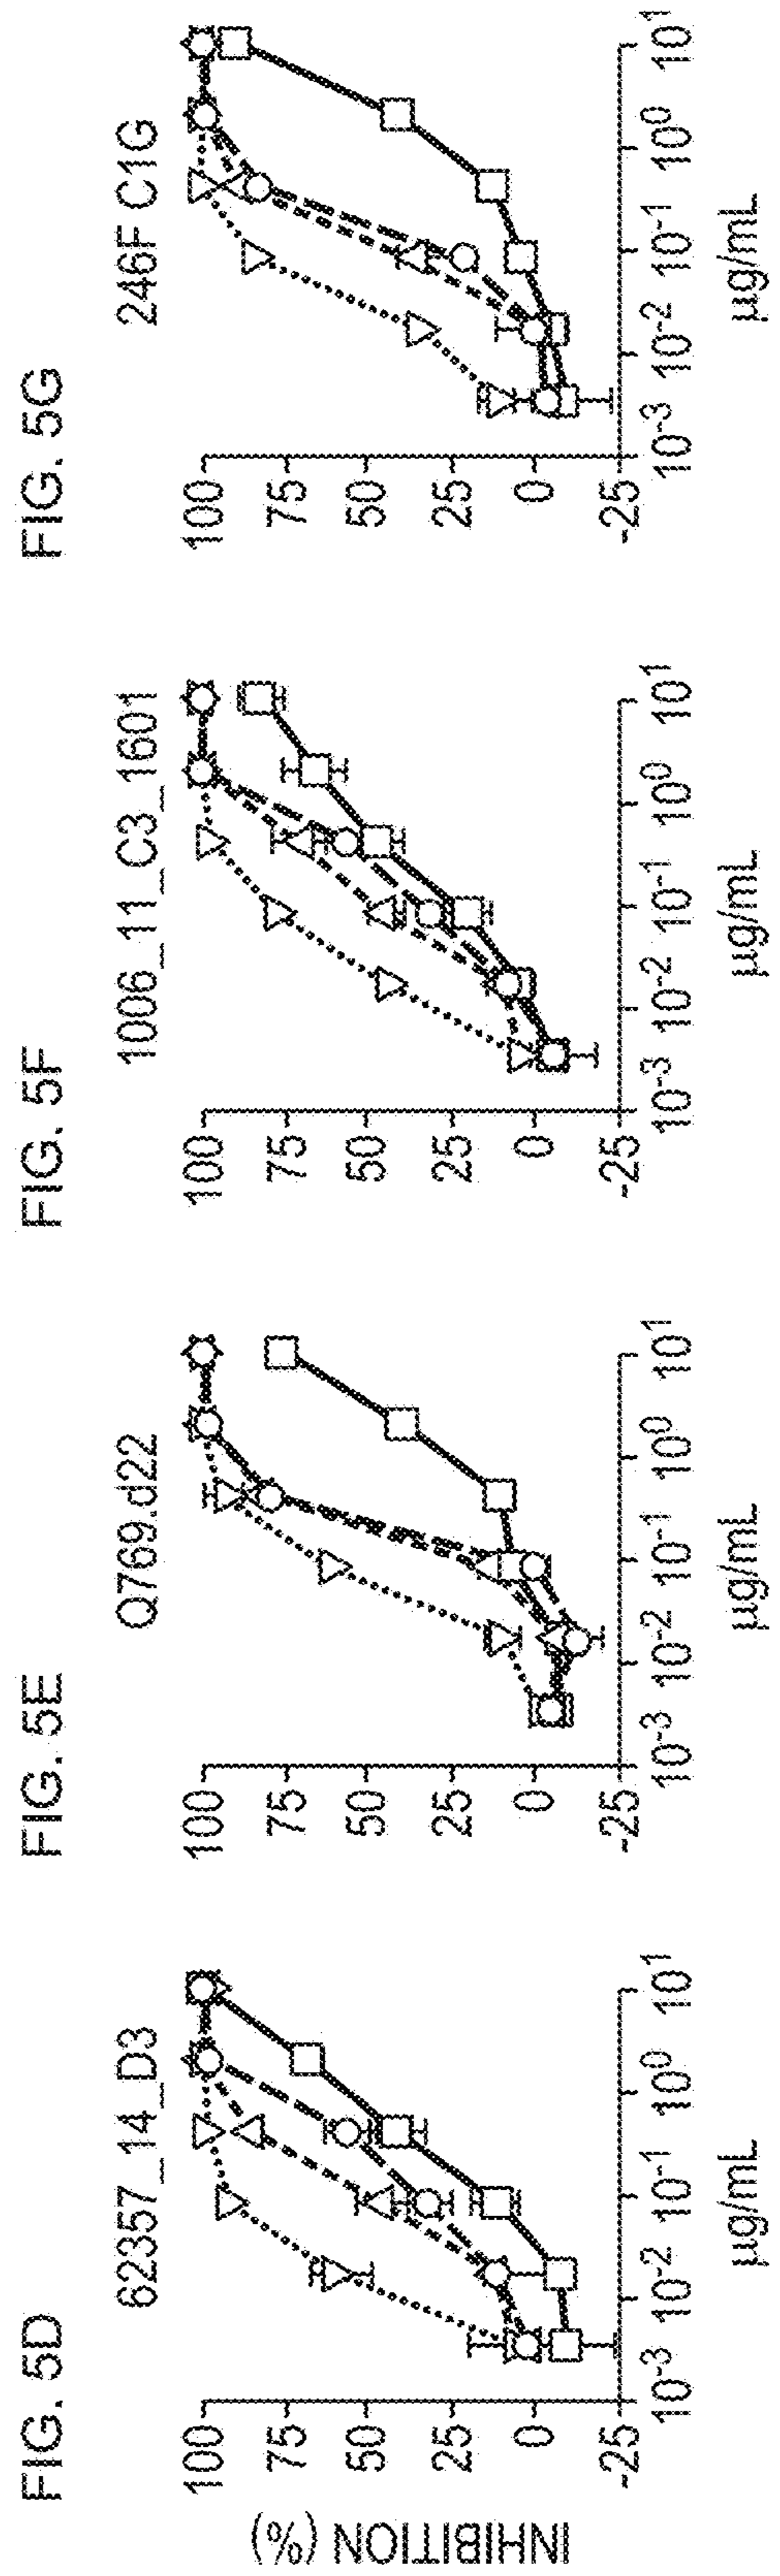 FIG. 5D
62357_14_D3
INHIBITION (%)
100
75
50
25
0
-25
10-3 10-2 10-1 100 101
µg/mL
FIG. 5E
Q769.d22
100
75
50
25
0
-25
10-3 10-2 10-1 100 101
µg/mL
FIG. 5F
1006_11_C3_1601
100
75
50
25
0
-25
10-3 10-2 10-1 100 101
µg/mL
FIG. 5G
246F C1G
100
75
50
25
0
-25
10-3 10-2 10-1 100 101
µg/mL